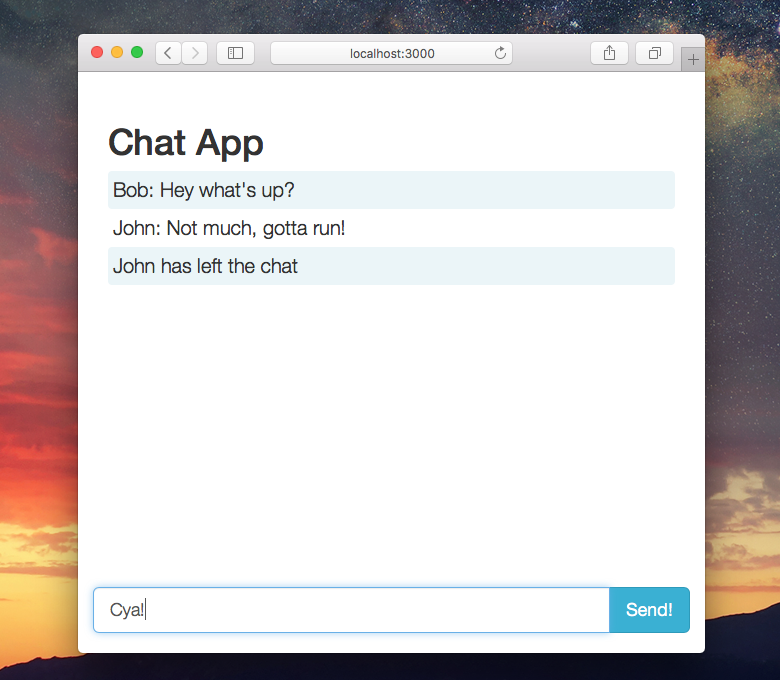 localhost:3000
Chat App
Bob: Hey what's up?
John: Not much, gotta run!
John has left the chat
Cya!
Send!